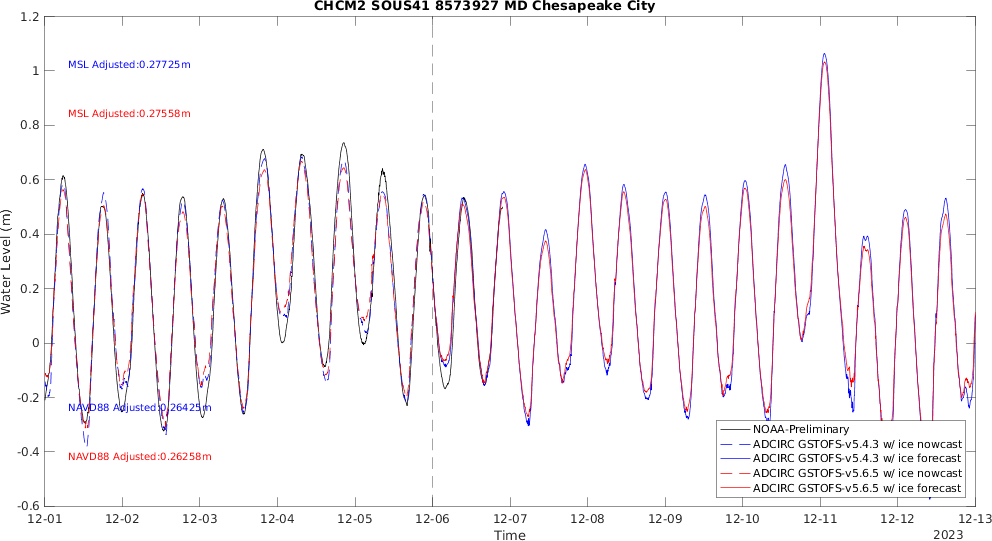 CHCM2 SOUS41 8573927 MD Chesapeake City
1.2
1
0.8
0.6
0.4
0.2
0
-0.2
-0.4
-0.6
Water Level (m)
MSL Adjusted:0.27725m
MSL Adjusted:0.27558m
NAVD88 Adjusted:0.26425m
NAVD88 Adjusted:0.26258m
NOAA-Preliminary
ADCIRC GSTOFS-v5.4.3 w/ ice nowcast
ADCIRC GSTOFS-v5.4.3 w/ ice forecast
ADCIRC GSTOFS-v5.6.5 w/ ice nowcast
ADCIRC GSTOFS-v5.6.5 w/ ice forecast
12-01 12-02 12-03 12-04 12-05 12-06 12-07 12-08 12-09 12-10 12-11 12-12 12-13
Time
2023